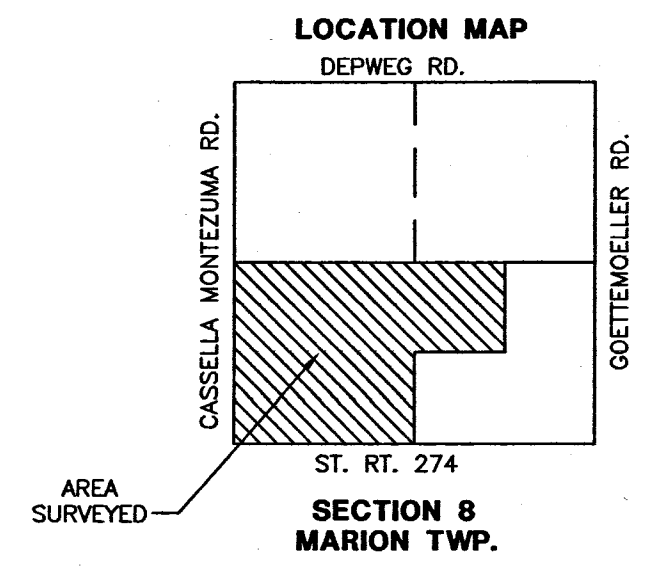 LOCATION MAP
DEPWEG RD.
CASSELLA MONTEZUMA RD.
GOETTEMOELLER RD.
ST. RT. 274
AREA
SURVEYED
SECTION 8
MARION TWP.